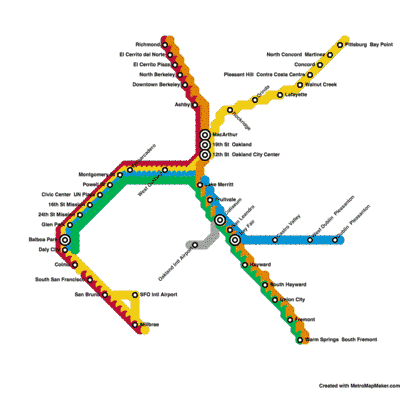 Richmond
Pittsburg Bay Point
El Cerrito del Norte
North Concord Martinez
El Cerrito Plaza
Concord
North Berkeley
Pleasant Hill Contra Costa Centre
Downtown Berkeley
Walnut Creek
Orinda
Lafayette
Ashby
Rockridge
MacArthur
19th St Oakland
12th St Oakland City Center
Embarcadero
Montgomery
West Oakland
Powell
Lake Merritt
Civic Center UN Plaza
Fruitvale
16th St Mission
24th St Mission
Coliseum
San Leandro
Glen Park
Bay Fair
Castro Valley
West Dublin Pleasanton
Dublin Pleasanton
Balboa Park
Daly City
Oakland Intl Airport
Colma
Hayward
South San Francisco
South Hayward
San Bruno
SFO Intl Airport
Union City
Millbrae
Fremont
Warm Springs South Fremont
Created with MetroMapMaker.com